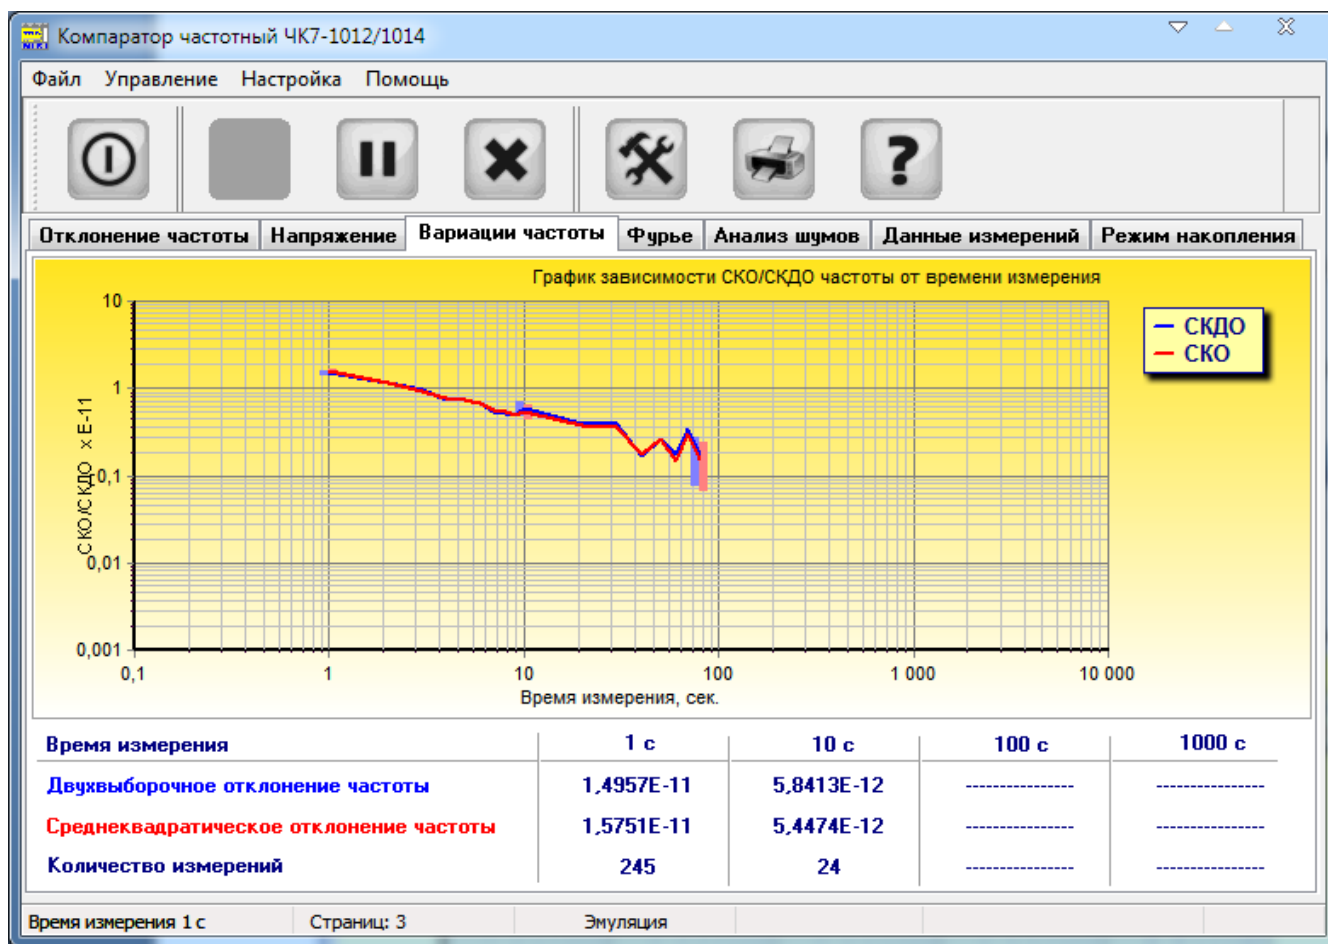 Компаратор частотный ЧК7-1012/1014
Файл Управление Настройка Помощь
Отклонение частоты Напряжение Вариации частоты Фурье Анализ шумов Данные измерений Режим накопления
График зависимости СКО/СКДО частоты от времени измерения
СКДО
СКО
СКО/СКДО x E-11
10
1
0,1
0,01
0,001
0,1 1 10 100 1 000 10 000
Время измерения, сек.
Время измерения 1 с 10 с 100 с 1000 с
Двухвыборочное отклонение частоты 1,4957E-11 5,8413E-12 --------------- ---------------
Среднеквадратическое отклонение частоты 1,5751E-11 5,4474E-12 --------------- ---------------
Количество измерений 245 24 --------------- ---------------
Время измерения 1 с Страниц: 3 Эмуляция